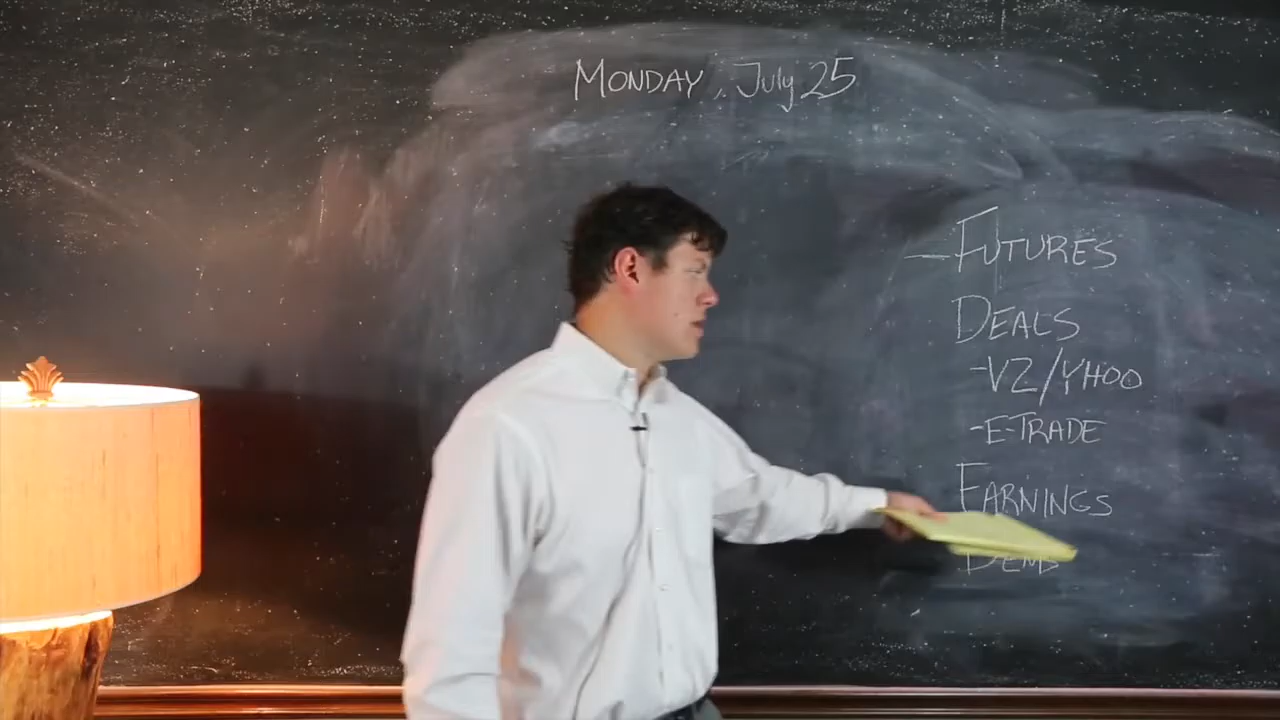 Monday, July 25
-Futures
Deals
-VZ/YHOO
-E-Trade
Earnings